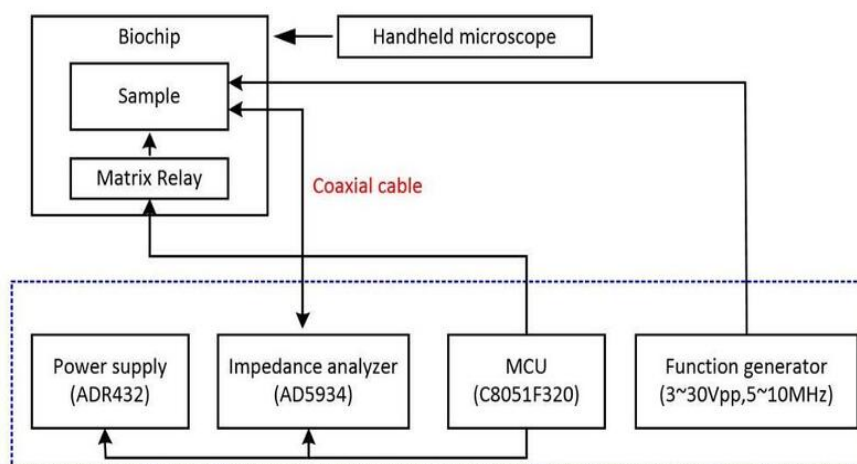 Biochip
Handheld microscope
Sample
Matrix Relay
Coaxial cable
Power supply
(ADR432)
Impedance analyzer
(AD5934)
MCU
(C8051F320)
Function generator
(3~30Vpp,5~10MHz)